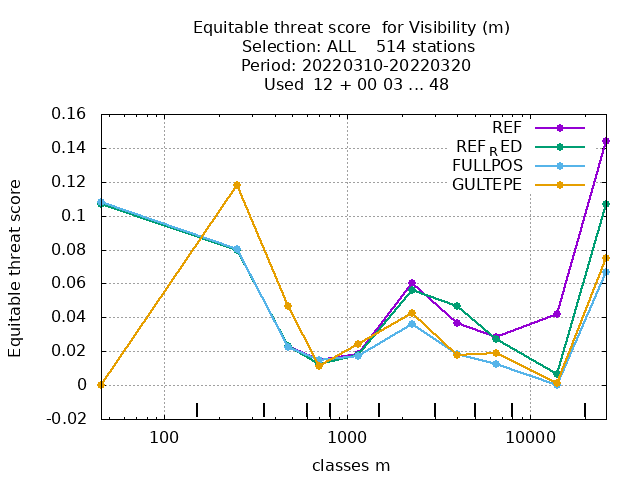 Equitable threat score  for Visibility (m)
Selection: ALL    514 stations
Period: 20220310-20220320
Used  12 + 00 03 ... 48
0.16
0.14
0.12
0.1
0.08
0.06
0.04
0.02
0
-0.02
Equitable threat score
REF
REF_RED
FULLPOS
GULTEPE
100
1000
10000
classes m